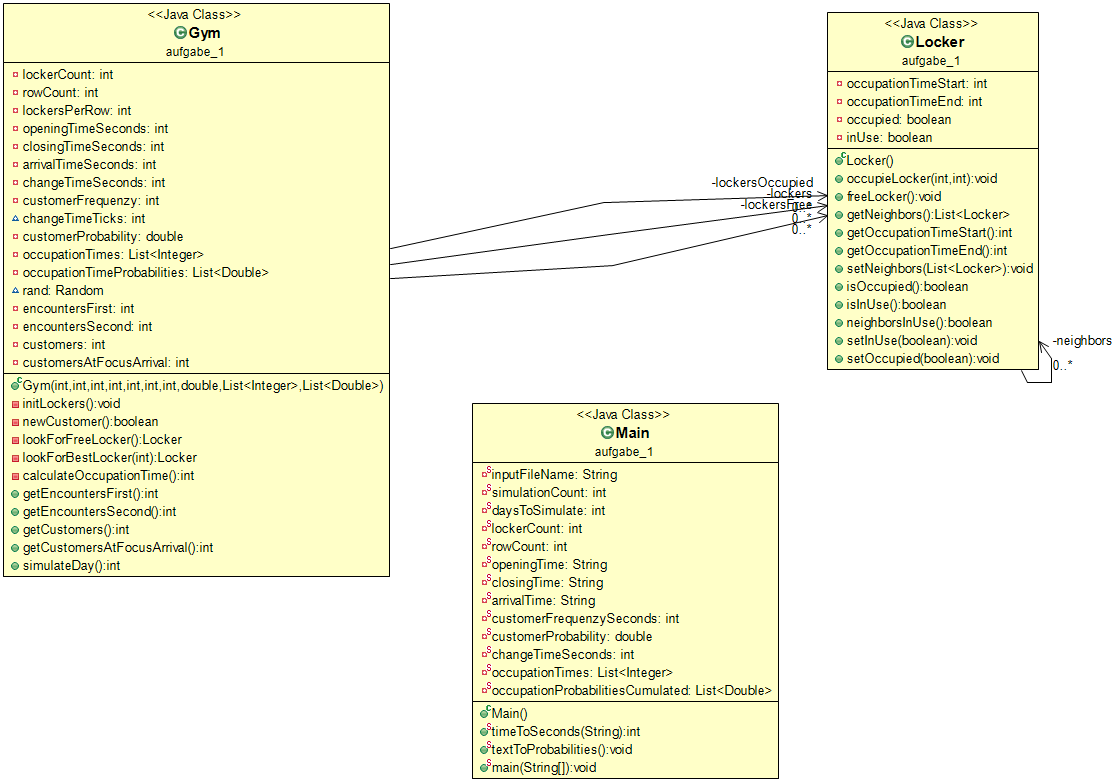 <<Java Class>>
Gym
aufgabe_1
lockerCount: int
rowCount: int
lockersPerRow: int
openingTimeSeconds: int
closingTimeSeconds: int
arrivalTimeSeconds: int
changeTimeSeconds: int
customerFrequenzy: int
changeTimeTicks: int
customerProbability: double
occupationTimes: List<Integer>
occupationTimeProbabilities: List<Double>
rand: Random
encountersFirst: int
encountersSecond: int
customers: int
customersAtFocusArrival: int
Gym(int,int,int,int,int,int,int,double,List<Integer>,List<Double>)
initLockers():void
newCustomer():boolean
lookForFreeLocker():Locker
lookForBestLocker(int):Locker
calculateOccupationTime():int
getEncountersFirst():int
getEncountersSecond():int
getCustomers():int
getCustomersAtFocusArrival():int
simulateDay():int
-lockersOccupied
-lockers
-lockersFree
0..*
0..*
0..*
<<Java Class>>
Locker
aufgabe_1
occupationTimeStart: int
occupationTimeEnd: int
occupied: boolean
inUse: boolean
Locker()
occupieLocker(int,int):void
freeLocker():void
getNeighbors():List<Locker>
getOccupationTimeStart():int
getOccupationTimeEnd():int
setNeighbors(List<Locker>):void
isOccupied():boolean
isInUse():boolean
neighborsInUse():boolean
setInUse(boolean):void
setOccupied(boolean):void
-neighbors
0..*
<<Java Class>>
Main
aufgabe_1
inputFileName: String
simulationCount: int
daysToSimulate: int
lockerCount: int
rowCount: int
openingTime: String
closingTime: String
arrivalTime: String
customerFrequenzySeconds: int
customerProbability: double
changeTimeSeconds: int
occupationTimes: List<Integer>
occupationProbabilitiesCumulated: List<Double>
Main()
timeToSeconds(String):int
textToProbabilities():void
main(String[]):void